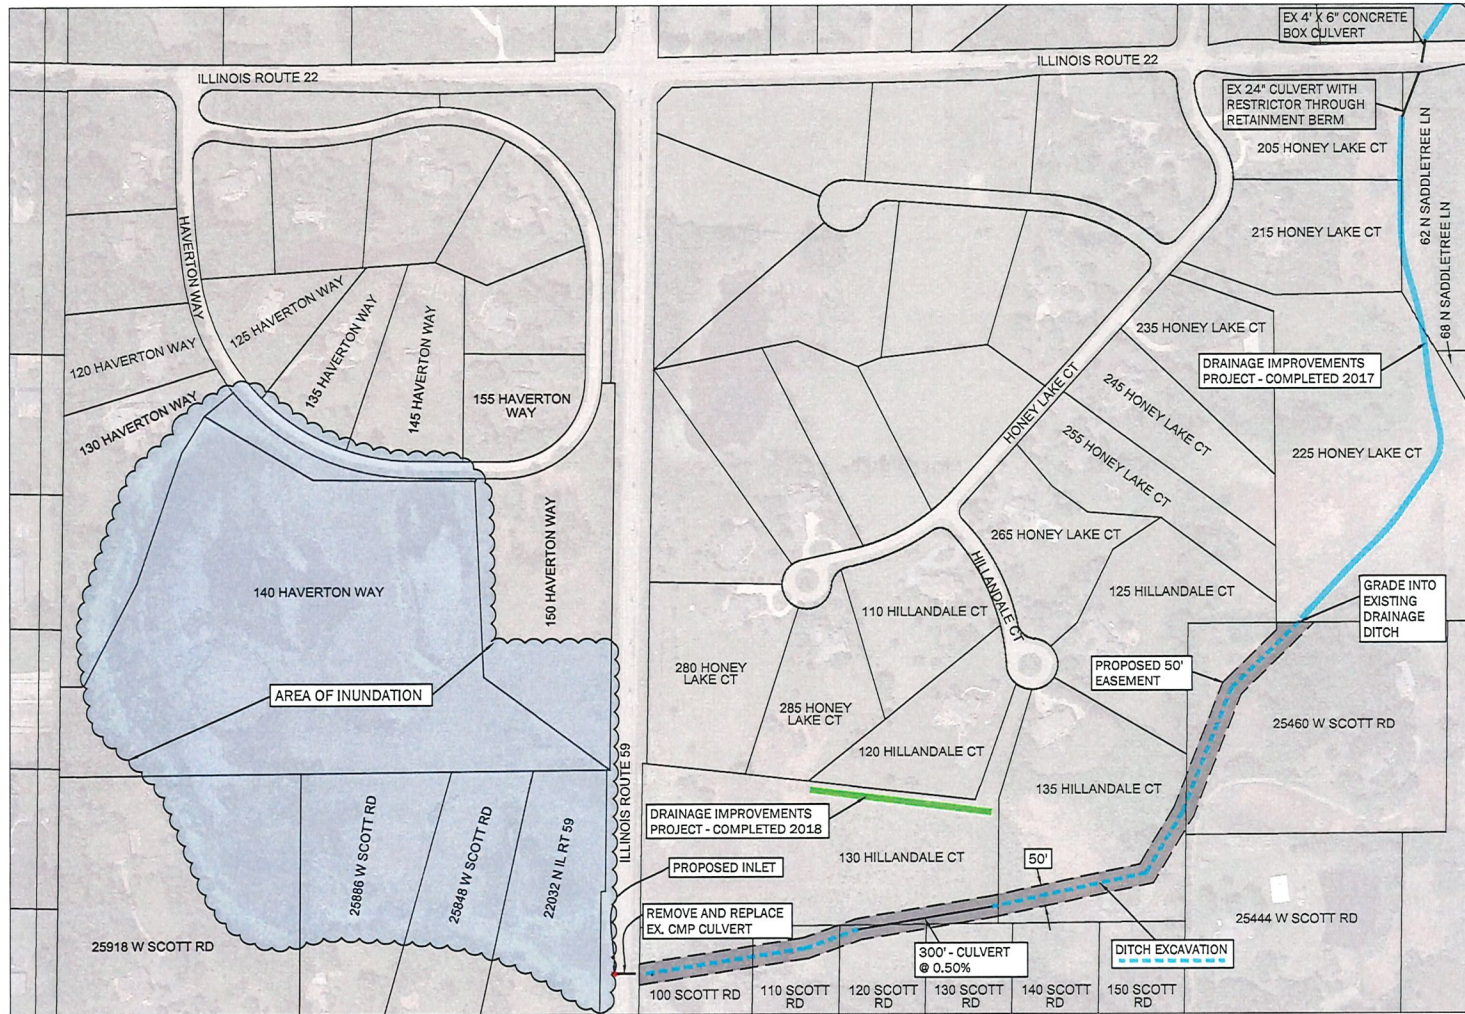 EX 4' X 6" CONCRETE
BOX CULVERT
ILLINOIS ROUTE 22
ILLINOIS ROUTE 22
EX 24" CULVERT WITH
RESTRICTOR THROUGH
RETAINMENT BERM
205 HONEY LAKE CT
62 N SADDLETREE LN
68 N SADDLETREE LN
215 HONEY LAKE CT
HAVERTON WAY
125 HAVERTON WAY
135 HAVERTON WAY
145 HAVERTON WAY
120 HAVERTON WAY
130 HAVERTON WAY
155 HAVERTON
WAY
235 HONEY LAKE CT
DRAINAGE IMPROVEMENTS
PROJECT - COMPLETED 2017
HONEY LAKE CT
245 HONEY LAKE CT
255 HONEY LAKE CT
225 HONEY LAKE CT
265 HONEY LAKE CT
HILLANDALE CT
140 HAVERTON WAY
150 HAVERTON WAY
110 HILLANDALE CT
125 HILLANDALE CT
GRADE INTO
EXISTING
DRAINAGE
DITCH
280 HONEY
LAKE CT
PROPOSED 50'
EASEMENT
AREA OF INUNDATION
285 HONEY
LAKE CT
25460 W SCOTT RD
120 HILLANDALE CT
ILLINOIS ROUTE 59
135 HILLANDALE CT
DRAINAGE IMPROVEMENTS
PROJECT - COMPLETED 2018
130 HILLANDALE CT
50'
PROPOSED INLET
25886 W SCOTT RD
25848 W SCOTT RD
22032 N IL RT 59
REMOVE AND REPLACE
EX. CMP CULVERT
25444 W SCOTT RD
25918 W SCOTT RD
300' - CULVERT
@ 0.50%
DITCH EXCAVATION
100 SCOTT RD
110 SCOTT
RD
120 SCOTT
RD
130 SCOTT
RD
140 SCOTT
RD
150 SCOTT
RD